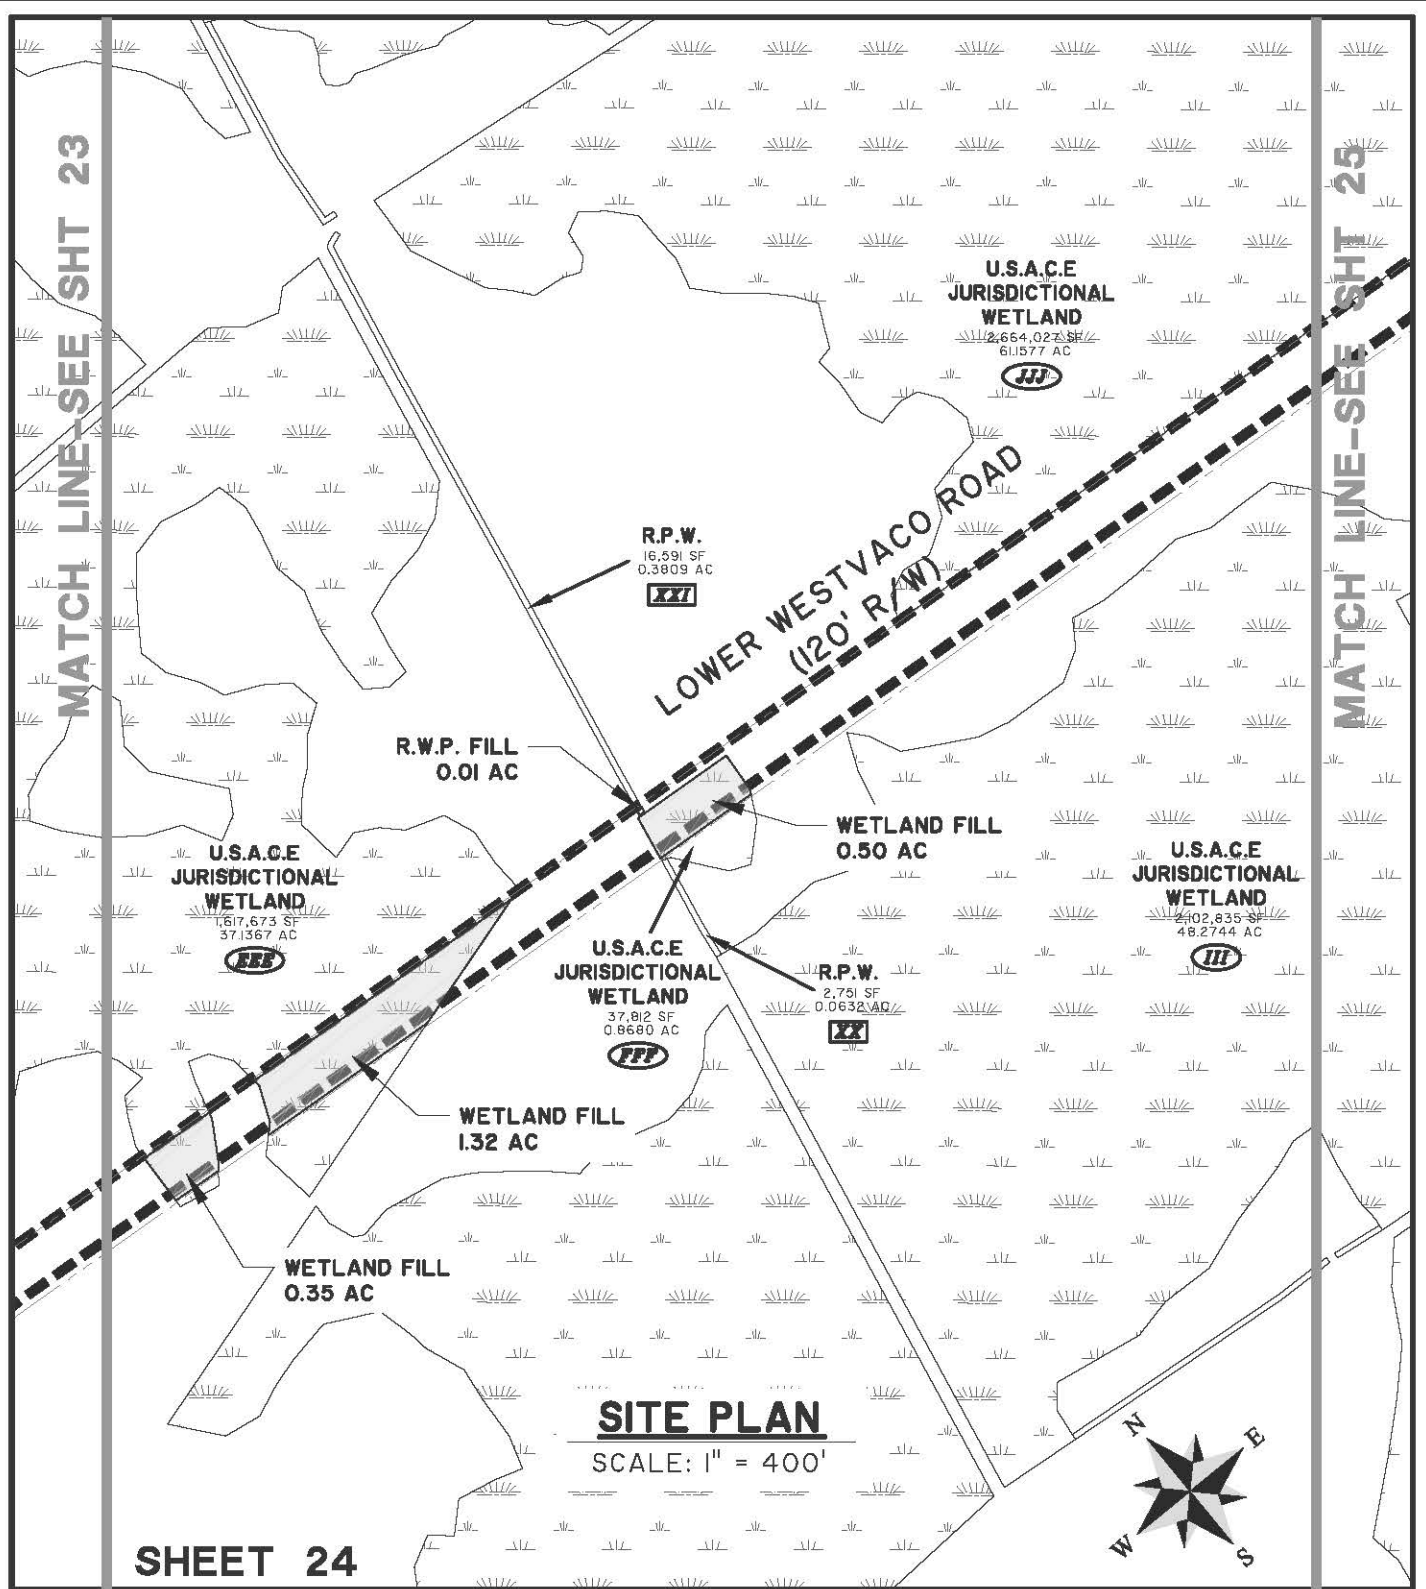 MATCH LINE-SEE SHT 23
MATCH LINE-SEE SHT 25
U.S.A.C.E
JURISDICTIONAL
WETLAND
2,664,027 SF
61.1577 AC
JJJ
LOWER WESTVACO ROAD
(120' R/W)
R.P.W.
16,591 SF
0.3809 AC
XXI
R.W.P. FILL
0.01 AC
WETLAND FILL
0.50 AC
U.S.A.C.E
JURISDICTIONAL
WETLAND
1,617,673 SF
37.1367 AC
EEE
U.S.A.C.E
JURISDICTIONAL
WETLAND
2,102,835 SF
48.2744 AC
III
U.S.A.C.E
JURISDICTIONAL
WETLAND
37,812 SF
0.8680 AC
FFF
R.P.W.
2,751 SF
0.0632 AC
XX
WETLAND FILL
1.32 AC
WETLAND FILL
0.35 AC
SITE PLAN
SCALE: 1" = 400'
N
E
W
S
SHEET 24